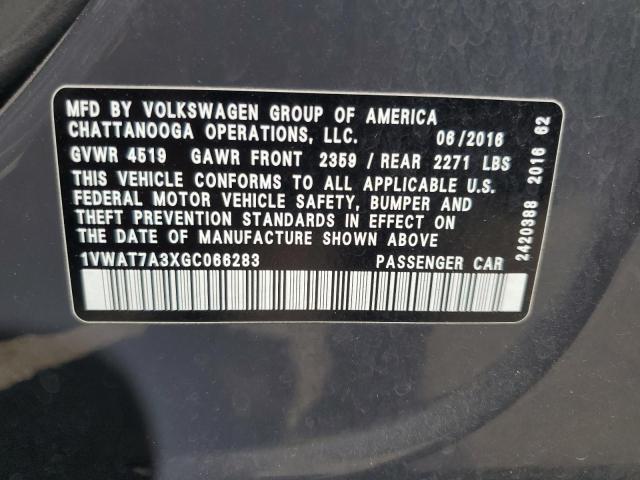 MFD BY VOLKSWAGEN GROUP OF AMERICA
CHATTANOOGA OPERATIONS, LLC. 06/2016
GVWR 4519 GAWR FRONT 2359 / REAR 2271 LBS
THIS VEHICLE CONFORMS TO ALL APPLICABLE U.S.
FEDERAL MOTOR VEHICLE SAFETY, BUMPER AND
THEFT PREVENTION STANDARDS IN EFFECT ON
THE DATE OF MANUFACTURE SHOWN ABOVE
1VWAT7A3XGC066283 PASSENGER CAR
2420388 2016 62